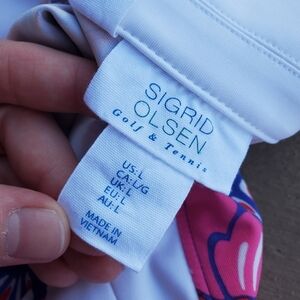 SIGRID
OLSEN
Golf & Tennis
US:L
CA:L/G
UK:L
EU:L
AU:L
MADE IN
VIETNAM